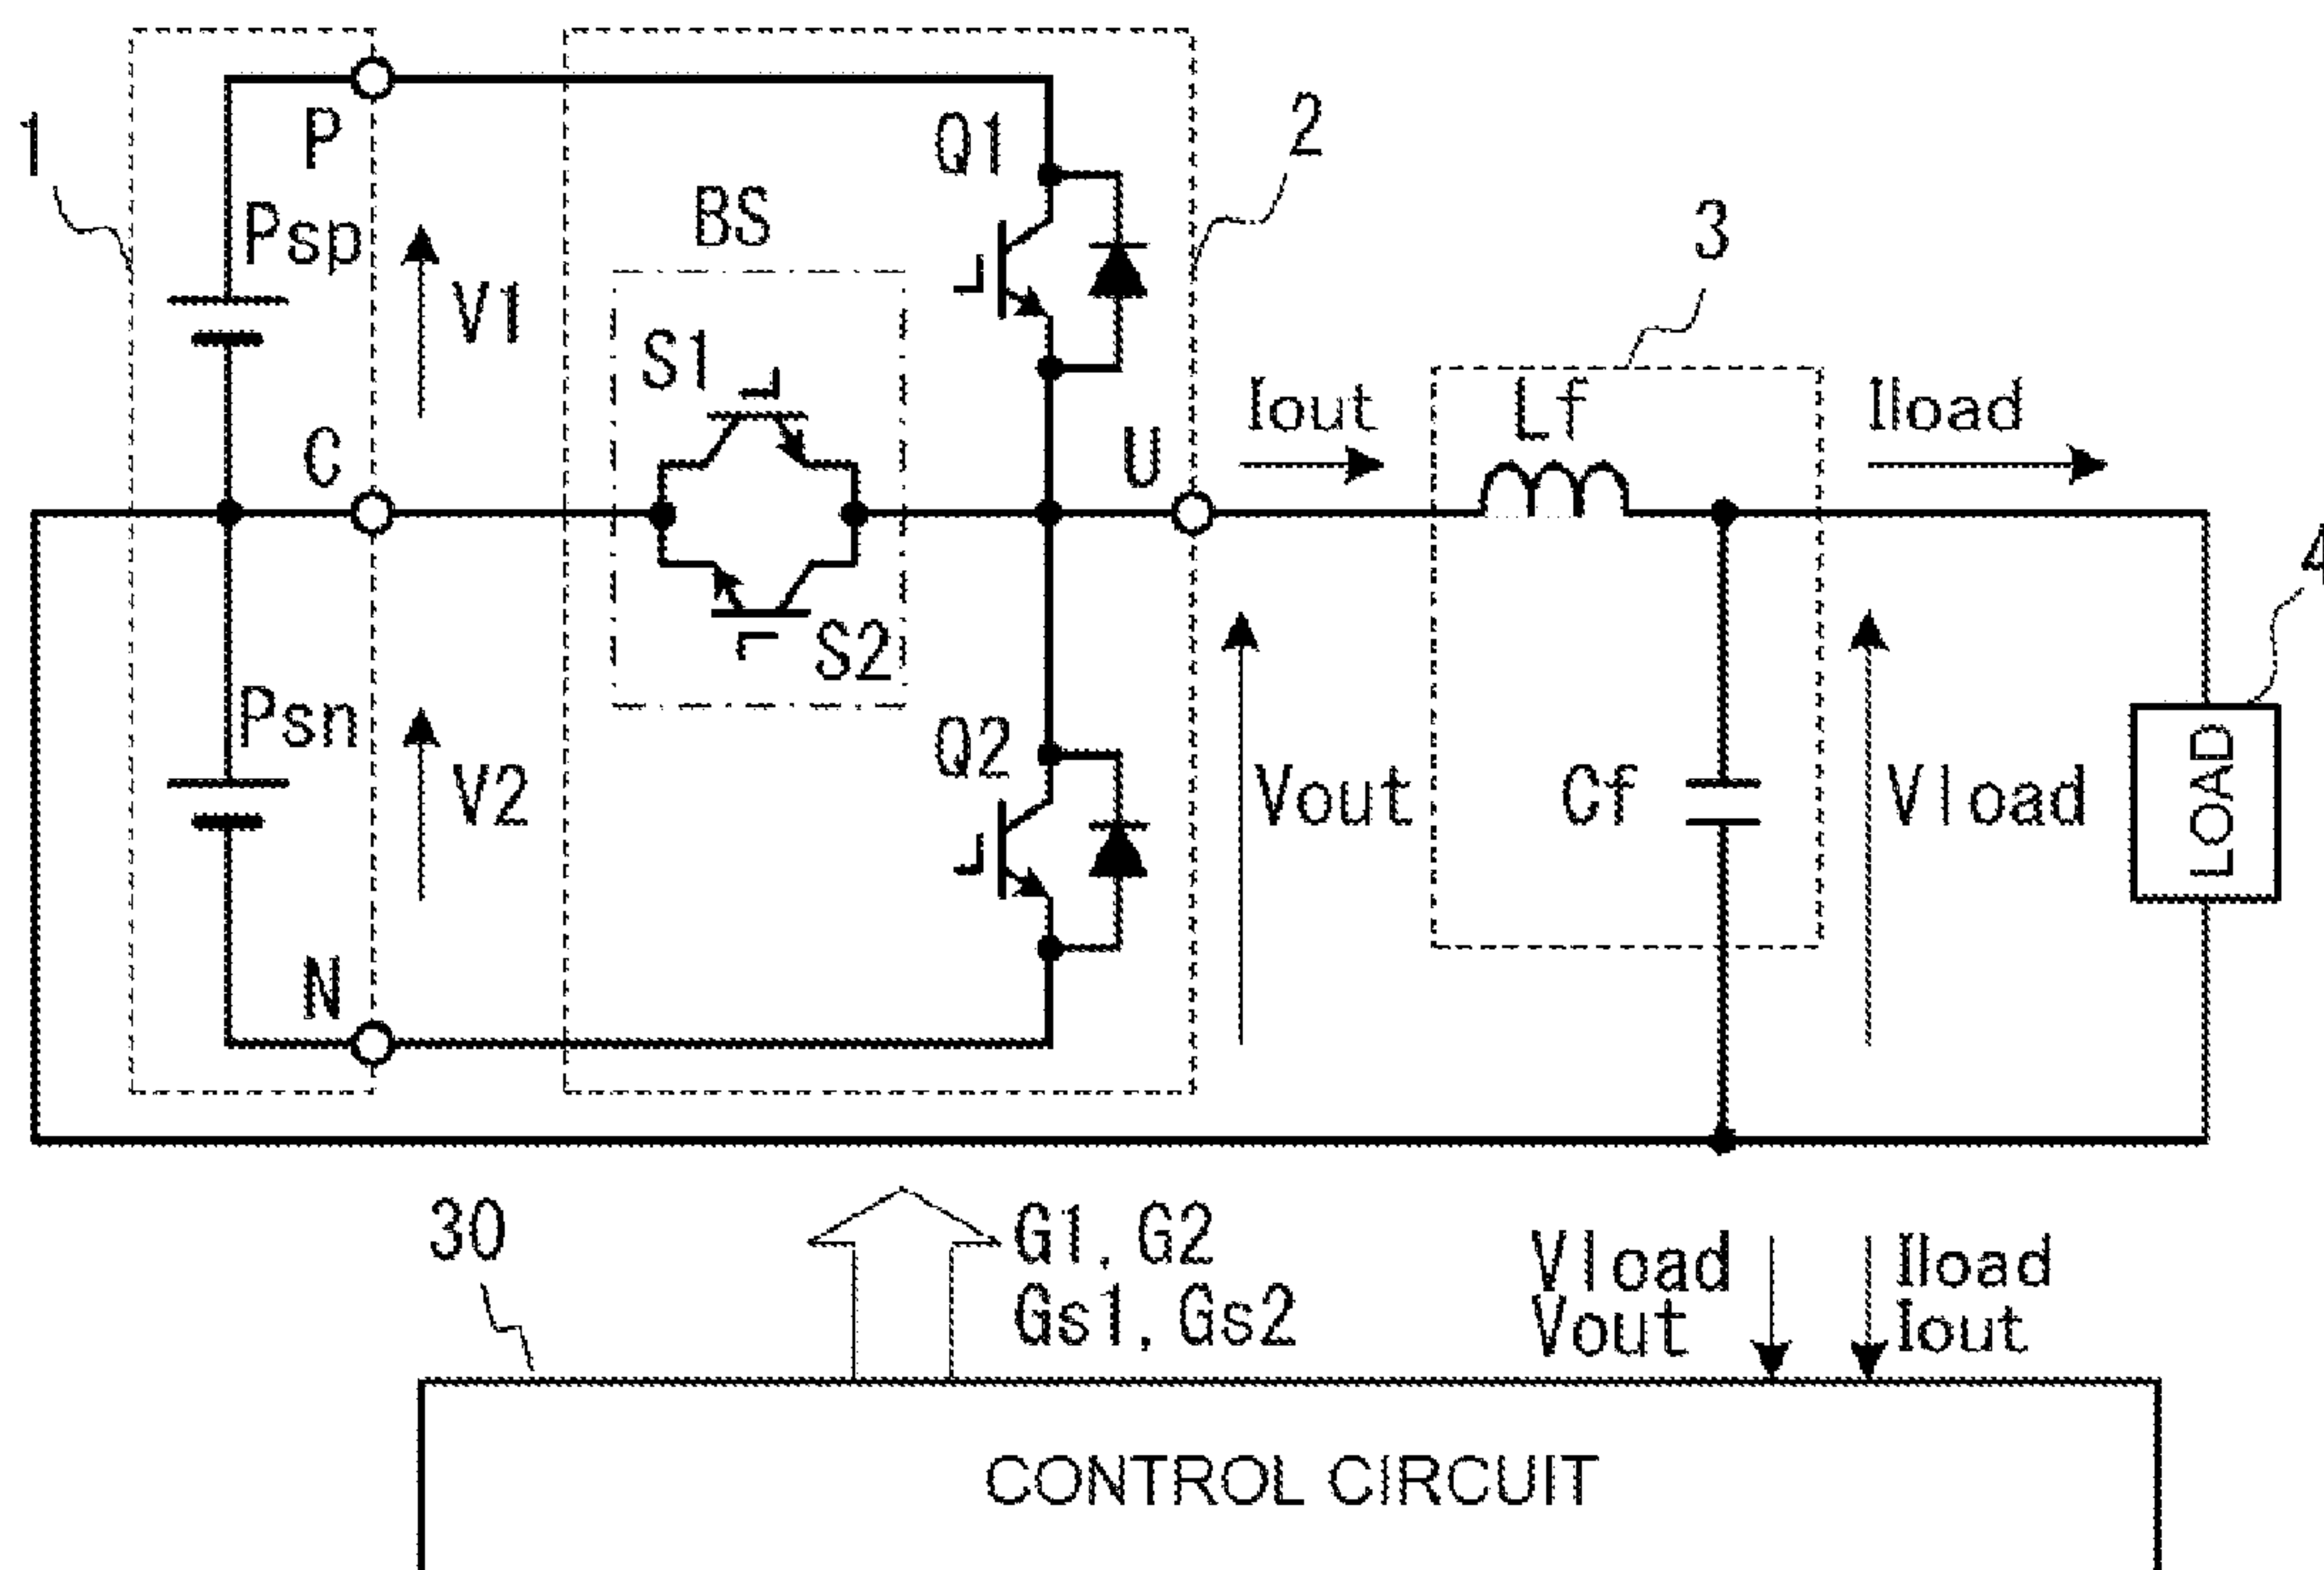 1
P
Psp
V1
BS
Q1
2
S1
C
U
Iout
3
Lf
Iload
S2
4
Psn
V2
Q2
Vout
Cf
Vload
LOAD
N
30
G1, G2
Gs1, Gs2
Vload
Vout
Iload
Iout
CONTROL CIRCUIT